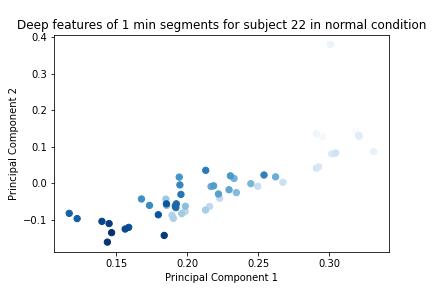 Deep features of 1 min segments for subject 22 in normal condition
0.4
0.3
0.2
0.1
0.0
−0.1
Principal Component 2
0.15 0.20 0.25 0.30
Principal Component 1